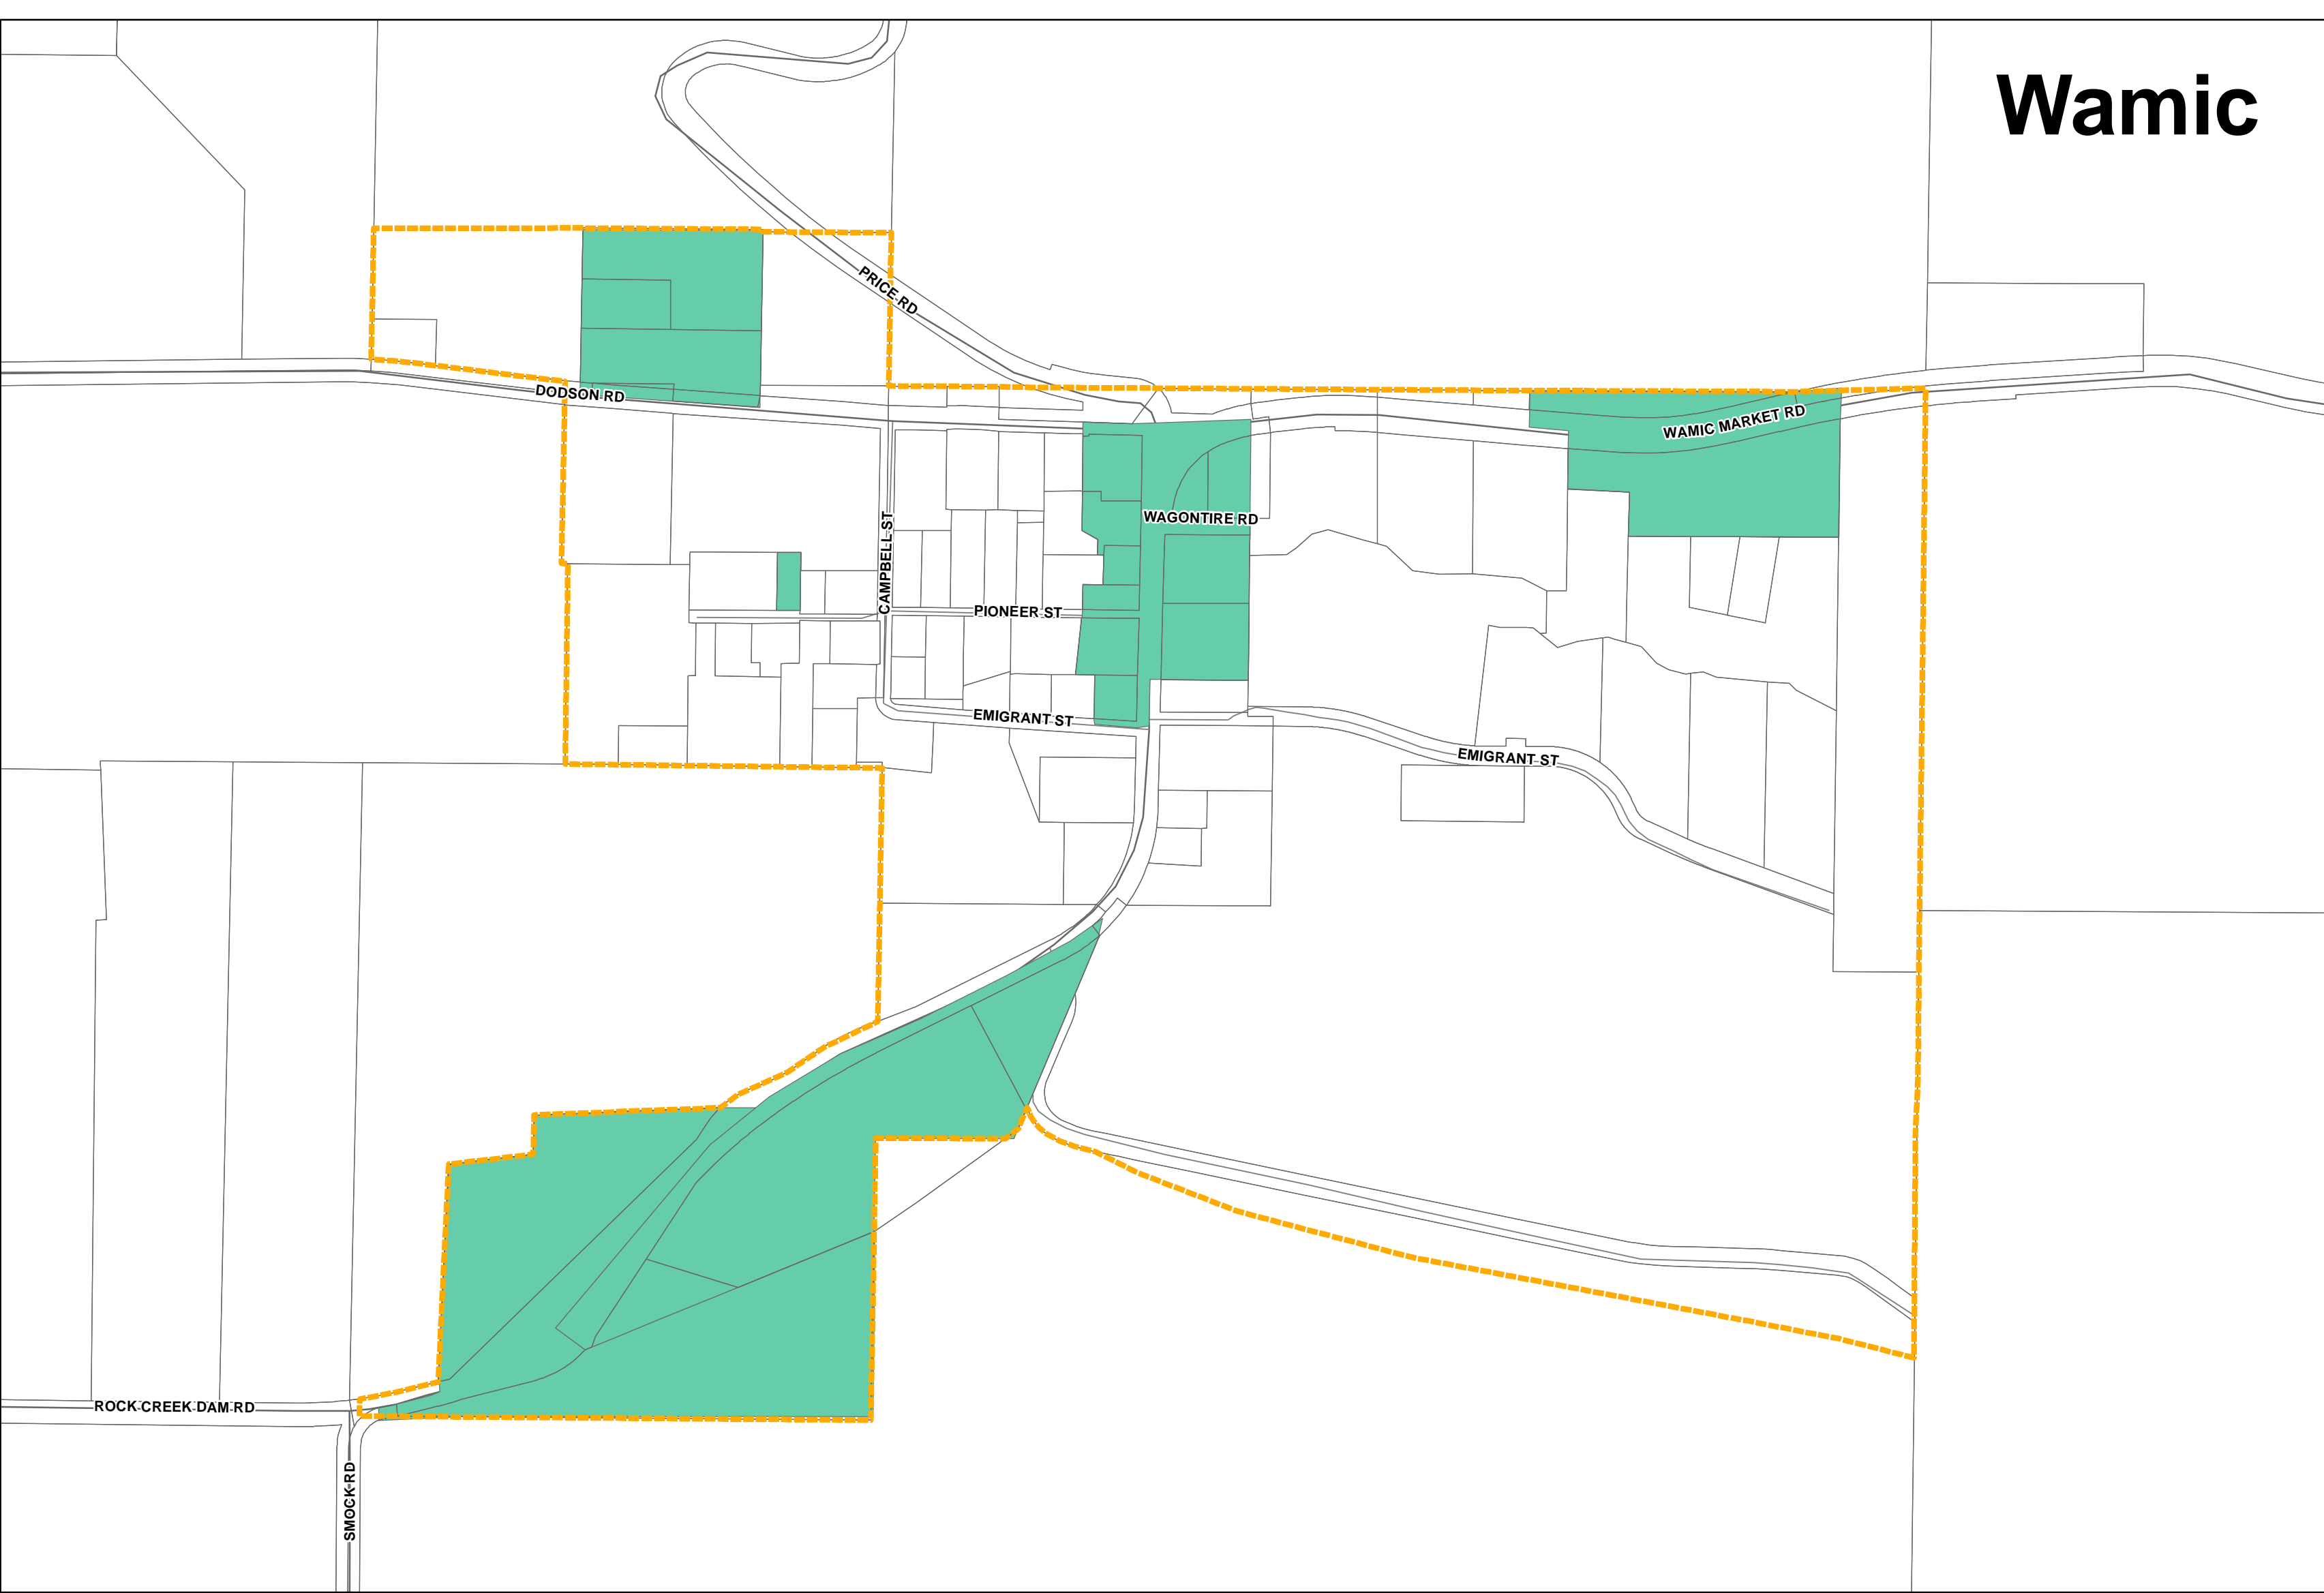 Wamic
PRICE RD
DODSON RD
WAMIC MARKET RD
WAGONTIRE RD
CAMPBELL ST
PIONEER ST
EMIGRANT ST
EMIGRANT ST
ROCK CREEK DAM RD
SMOCK RD